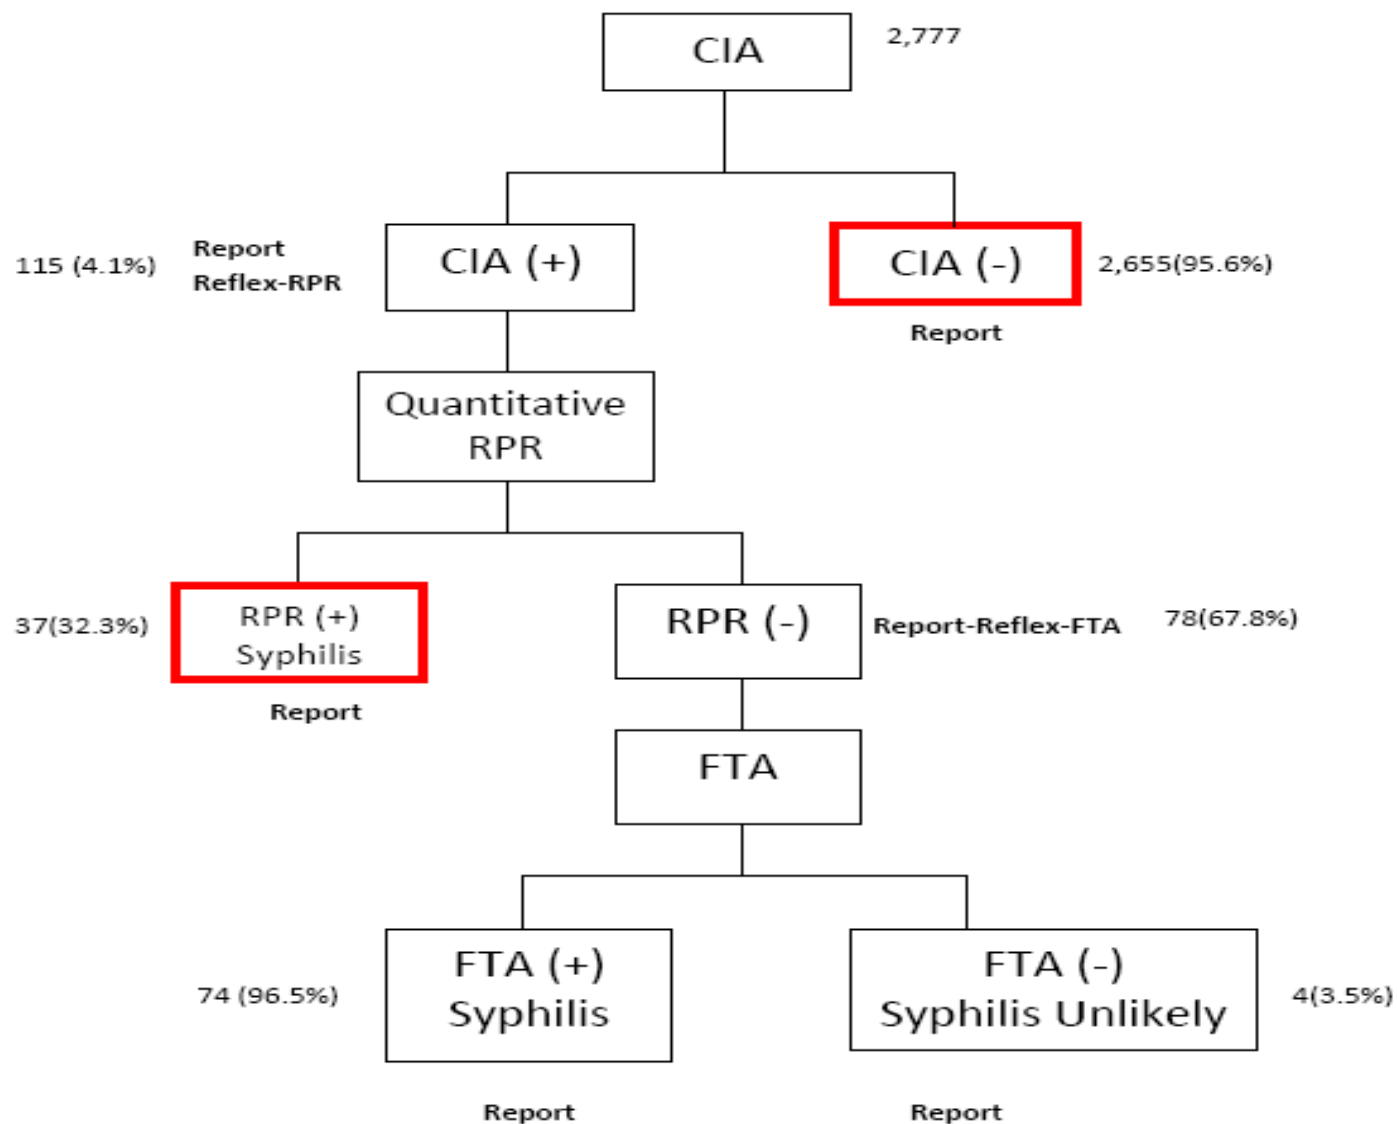 CIA
2,777
115 (4.1%)
Report
Reflex-RPR
CIA (+)
CIA (-)
2,655(95.6%)
Report
Quantitative
RPR
37(32.3%)
RPR (+)
Syphilis
Report
RPR (-)
Report-Reflex-FTA
78(67.8%)
FTA
74 (96.5%)
FTA (+)
Syphilis
Report
FTA (-)
Syphilis Unlikely
4(3.5%)
Report